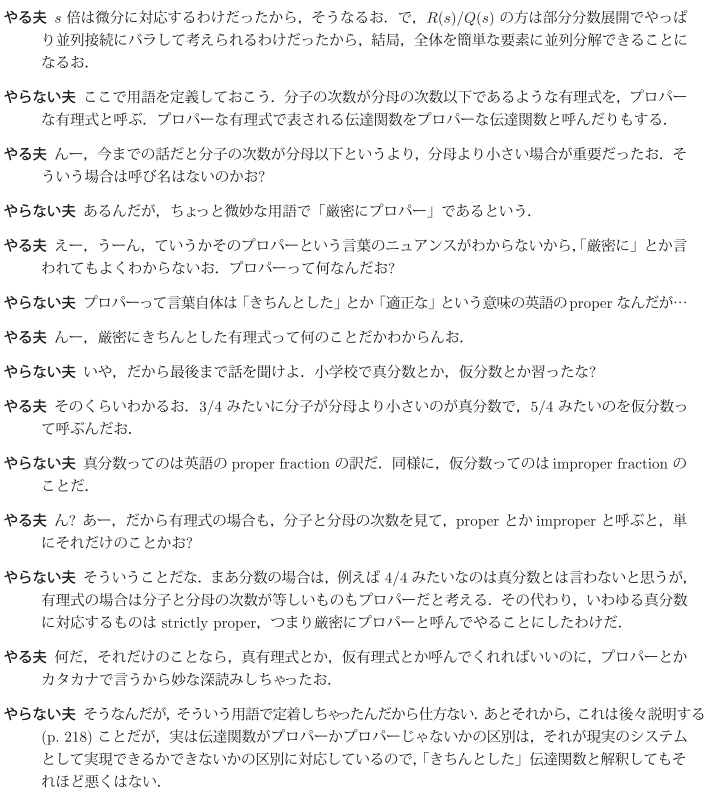 やる夫 s 倍は微分に対応するわけだったから，そうなるお．で，R(s)/Q(s) の方は部分分数展開でやっぱ
り並列接続にバラして考えられるわけだったから，結局，全体を簡単な要素に並列分解できることに
なるお．
やらない夫 ここで用語を定義しておこう．分子の次数が分母の次数以下であるような有理式を，プロパー
な有理式と呼ぶ．プロパーな有理式で表される伝達関数をプロパーな伝達関数と呼んだりもする．
やる夫 んー，今までの話だと分子の次数が分母以下というより，分母より小さい場合が重要だったお．そ
ういう場合は呼び名はないのかお?
やらない夫 あるんだが，ちょっと微妙な用語で「厳密にプロパー」であるという．
やる夫 えー，うーん，ていうかそのプロパーという言葉のニュアンスがわからないから，「厳密に」とか言
われてもよくわからないお．プロパーって何なんだお?
やらない夫 プロパーって言葉自体は「きちんとした」とか「適正な」という意味の英語の proper なんだが…
やる夫 んー，厳密にきちんとした有理式って何のことだかわからんお．
やらない夫 いや，だから最後まで話を聞けよ．小学校で真分数とか，仮分数とか習ったな?
やる夫 そのくらいわかるお．3/4 みたいに分子が分母より小さいのが真分数で，5/4 みたいのを仮分数っ
て呼ぶんだお．
やらない夫 真分数ってのは英語の proper fraction の訳だ．同様に，仮分数ってのは improper fraction の
ことだ．
やる夫 ん? あー，だから有理式の場合も，分子と分母の次数を見て，proper とか improper と呼ぶと，単
にそれだけのことかお?
やらない夫 そういうことだな．まあ分数の場合は，例えば 4/4 みたいなのは真分数とは言わないと思うが，
有理式の場合は分子と分母の次数が等しいものもプロパーだと考える．その代わり，いわゆる真分数
に対応するものは strictly proper，つまり厳密にプロパーと呼んでやることにしたわけだ．
やる夫 何だ，それだけのことなら，真有理式とか，仮有理式とか呼んでくれればいいのに，プロパーとか
カタカナで言うから妙な深読みしちゃったお．
やらない夫 そうなんだが，そういう用語で定着しちゃったんだから仕方ない．あとそれから，これは後々説明する
(p. 218) ことだが，実は伝達関数がプロパーかプロパーじゃないかの区別は，それが現実のシステム
として実現できるかできないかの区別に対応しているので，「きちんとした」伝達関数と解釈してもそ
れほど悪くはない．